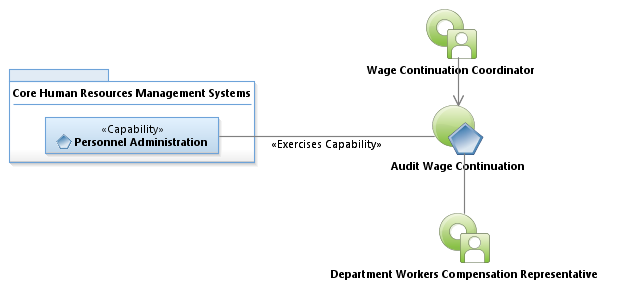 Wage Continuation Coordinator
Core Human Resources Management Systems
«Capability»
Personnel Administration
«Exercises Capability»
Audit Wage Continuation
Department Workers Compensation Representative